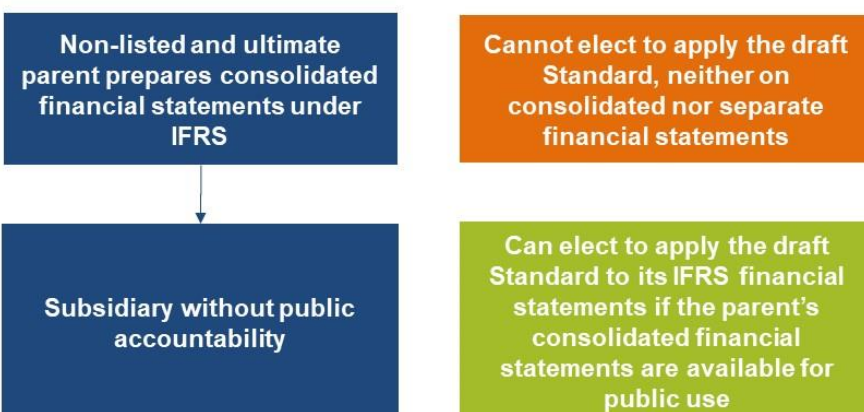 Non-listed and ultimate
parent prepares consolidated
financial statements under
IFRS
Cannot elect to apply the draft
Standard, neither on
consolidated nor separate
financial statements
Subsidiary without public
accountability
Can elect to apply the draft
Standard to its IFRS financial
statements if the parent's
consolidated financial
statements are available for
public use